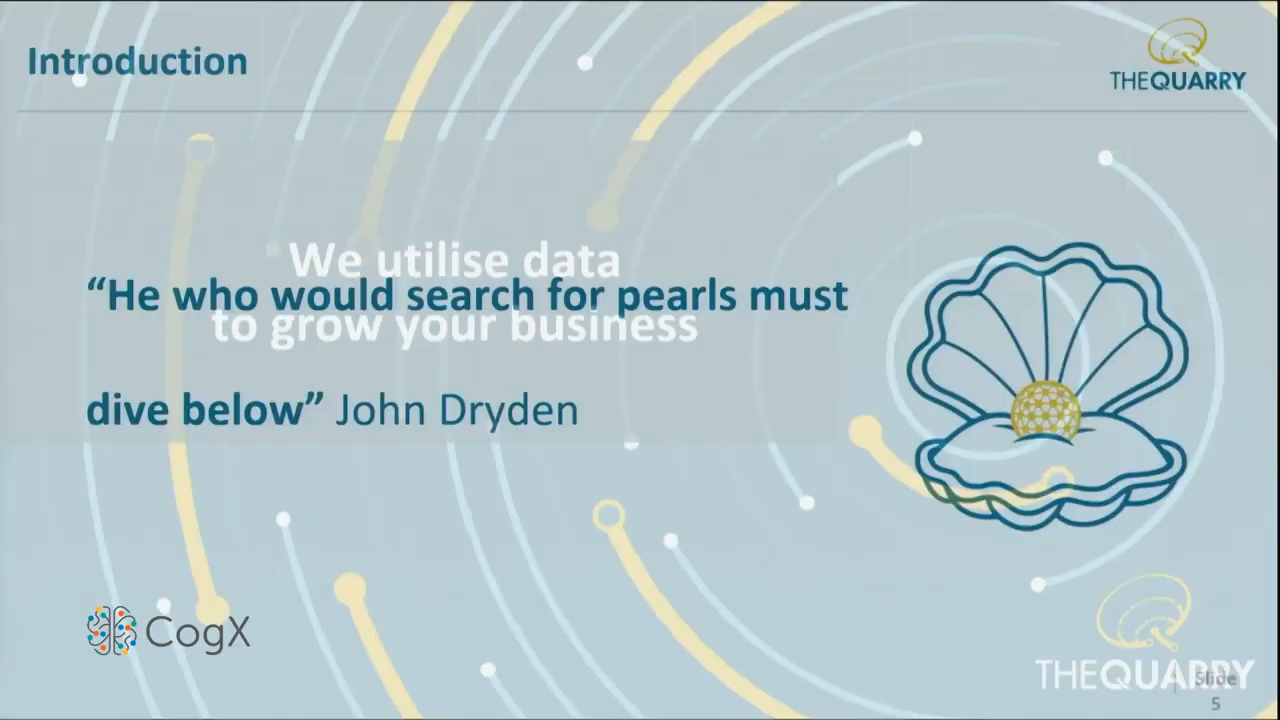 Introduction
THEQUARRY
We utilise data
“He who would search for pearls must
to grow your business
dive below” John Dryden
CogX
THEQUARRY
Slide
5